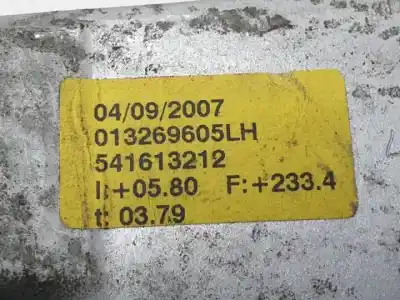 04/09/2007
013269605LH
541613212
I:+05.80 F:+233.4
t: 03.79